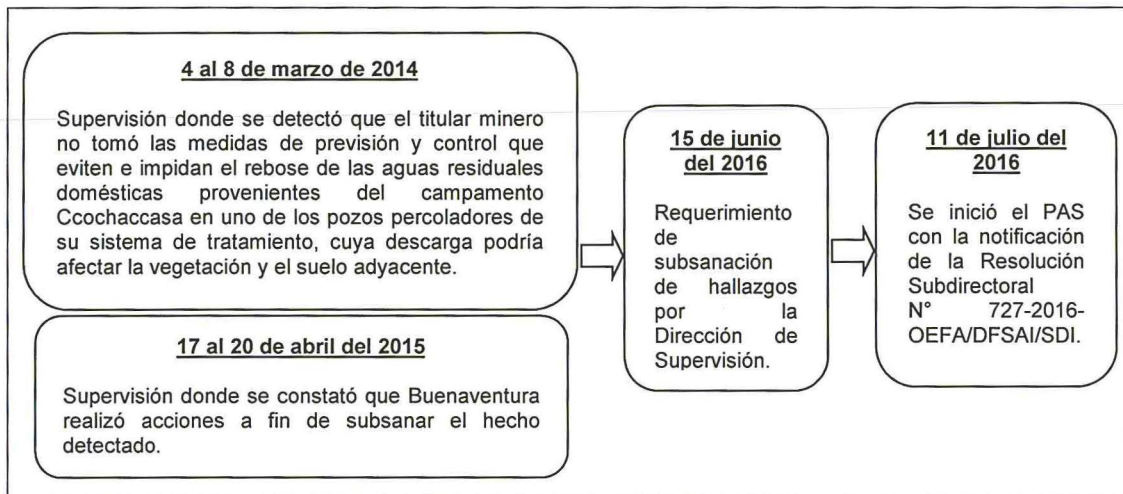 4 al 8 de marzo de 2014
Supervisión donde se detectó que el titular minero
no tomó las medidas de previsión y control que
eviten e impidan el rebose de las aguas residuales
domésticas provenientes del campamento
Ccochaccasa en uno de los pozos percoladores de
su sistema de tratamiento, cuya descarga podría
afectar la vegetación y el suelo adyacente.
17 al 20 de abril del 2015
Supervisión donde se constató que Buenaventura
realizó acciones a fin de subsanar el hecho
detectado.
15 de junio
del 2016
Requerimiento
de
subsanación
de hallazgos
por la
Dirección de
Supervisión.
11 de julio del
2016
Se inició el PAS
con la notificación
de la Resolución
Subdirectoral
N° 727-2016-
OEFA/DFSAI/SDI.